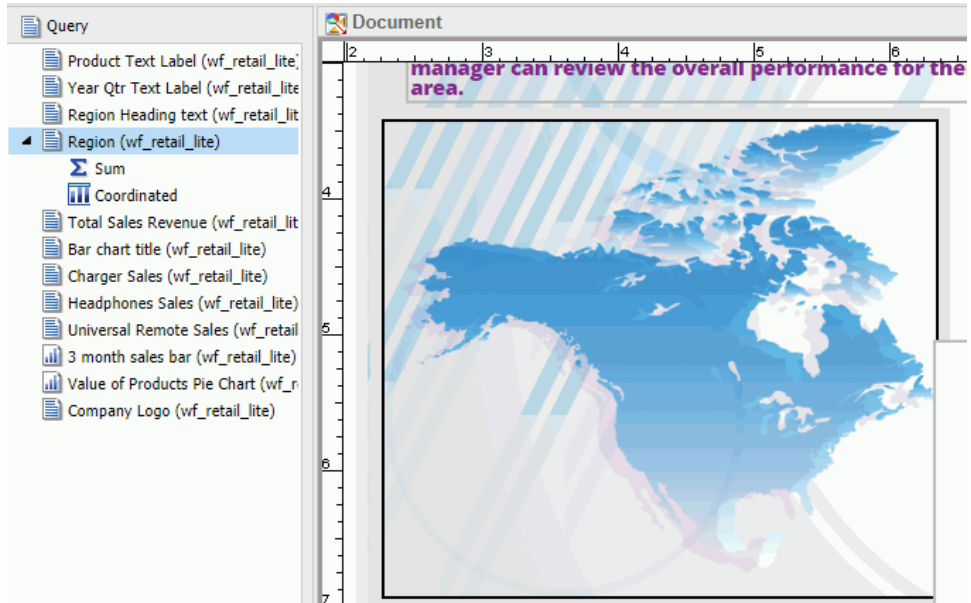 Query
Product Text Label (wf_retail_lite)
Year Qtr Text Label (wf_retail_lite
Region Heading text (wf_retail_lit
Region (wf_retail_lite)
Sum
Coordinated
Total Sales Revenue (wf_retail_lit
Bar chart title (wf_retail_lite)
Charger Sales (wf_retail_lite)
Headphones Sales (wf_retail_lite)
Universal Remote Sales (wf_retail
3 month sales bar (wf_retail_lite)
Value of Products Pie Chart (wf_r
Company Logo (wf_retail_lite)
Document
2 3 4 5 6
manager can review the overall performance for the
area.
4
5
6
7